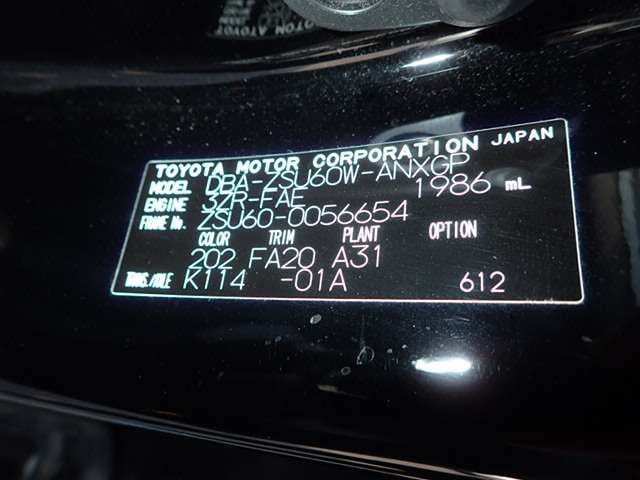 TOYOTA MOTOR CORPORATION JAPAN
MODEL DBA-ZSU60W-ANXGP
ENGINE 3ZR-FAE 1986 mL
FRAME No. ZSU60-0056654
COLOR TRIM PLANT OPTION
202 FA20 A31
TRANS./AXLE K114 -01A 612